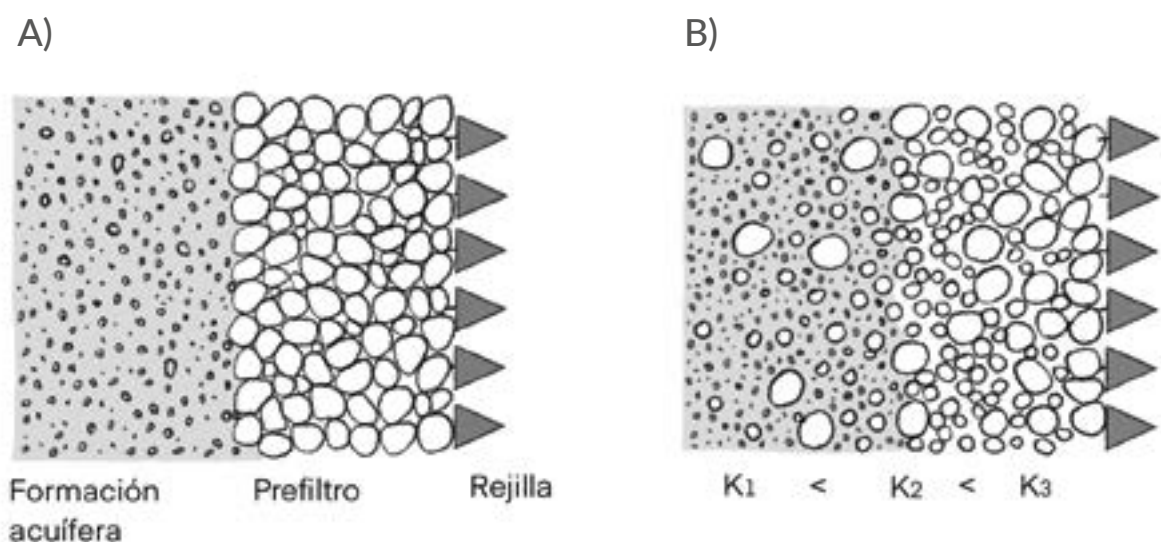 A)
B)
Formación
acuífera
Prefiltro
Rejilla
K1 < K2 < K3